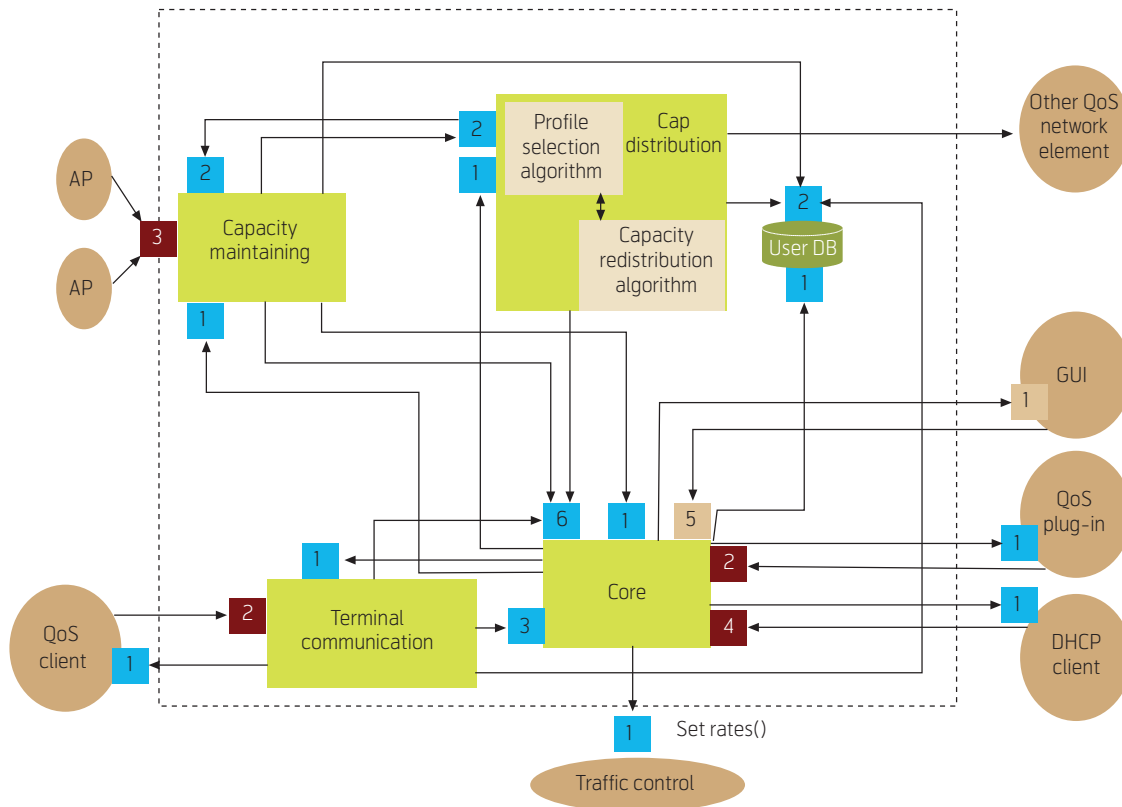 2
Profile
selection
algorithm
Cap
distribution
Other QoS
network
element
AP
2
1
3
Capacity
maintaining
2
User DB
Capacity
redistribution
algorithm
AP
1
1
GUI
1
6
1
5
QoS
plug-in
1
1
2
Core
2
Terminal
communication
3
4
1
QoS
client
1
DHCP
client
1
Set rates()
Traffic control